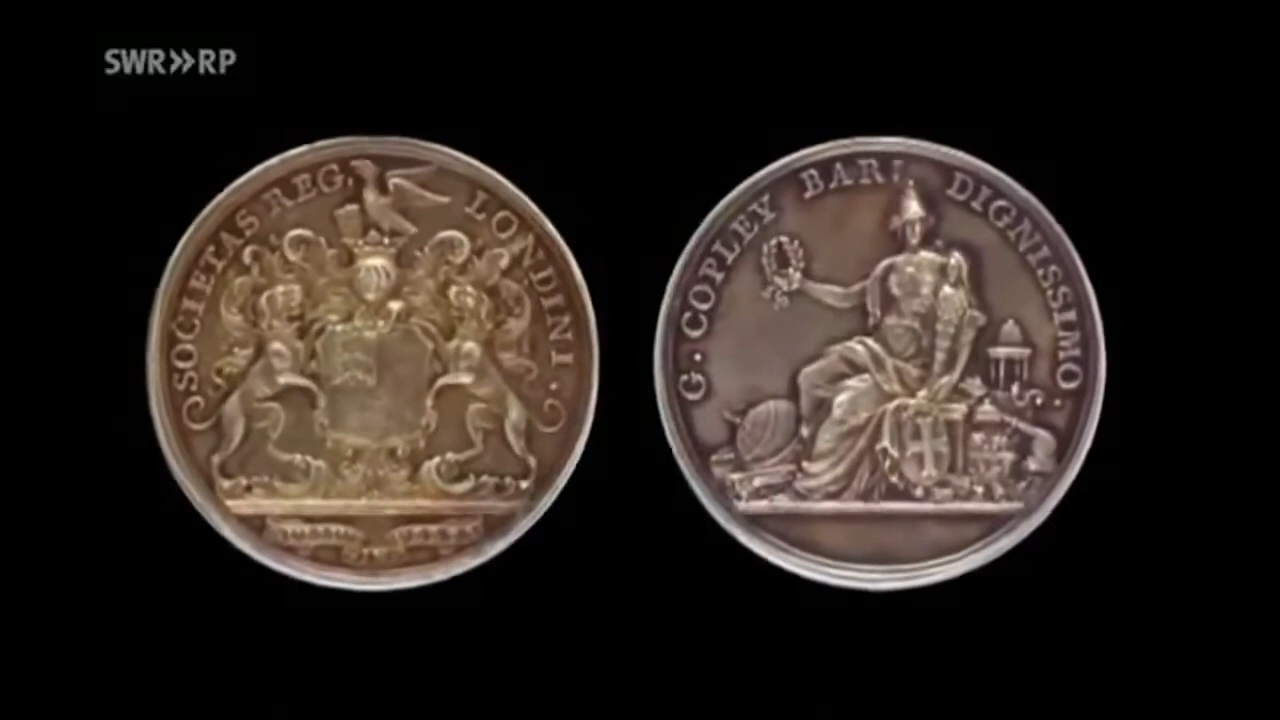 SWR»RP
SOCIETAS REG. LONDINI.
G. COPLEY BAR.^T DIGNISSIMO.